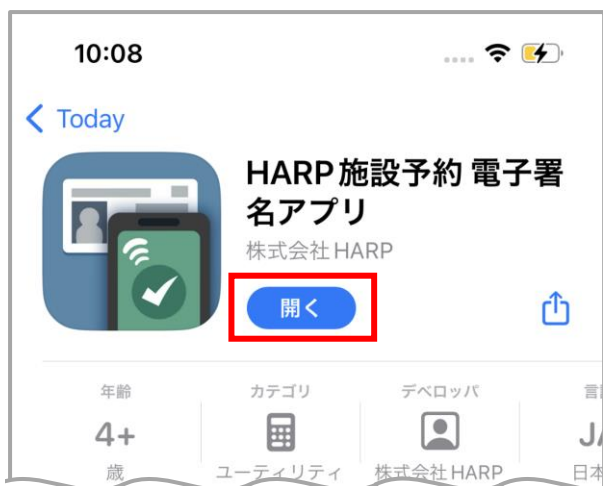 10:08
Today
HARP施設予約 電子署
名アプリ
株式会社HARP
開く
年齢
カテゴリ
デベロッパ
4+
歳
ユーティリティ
株式会社HARP